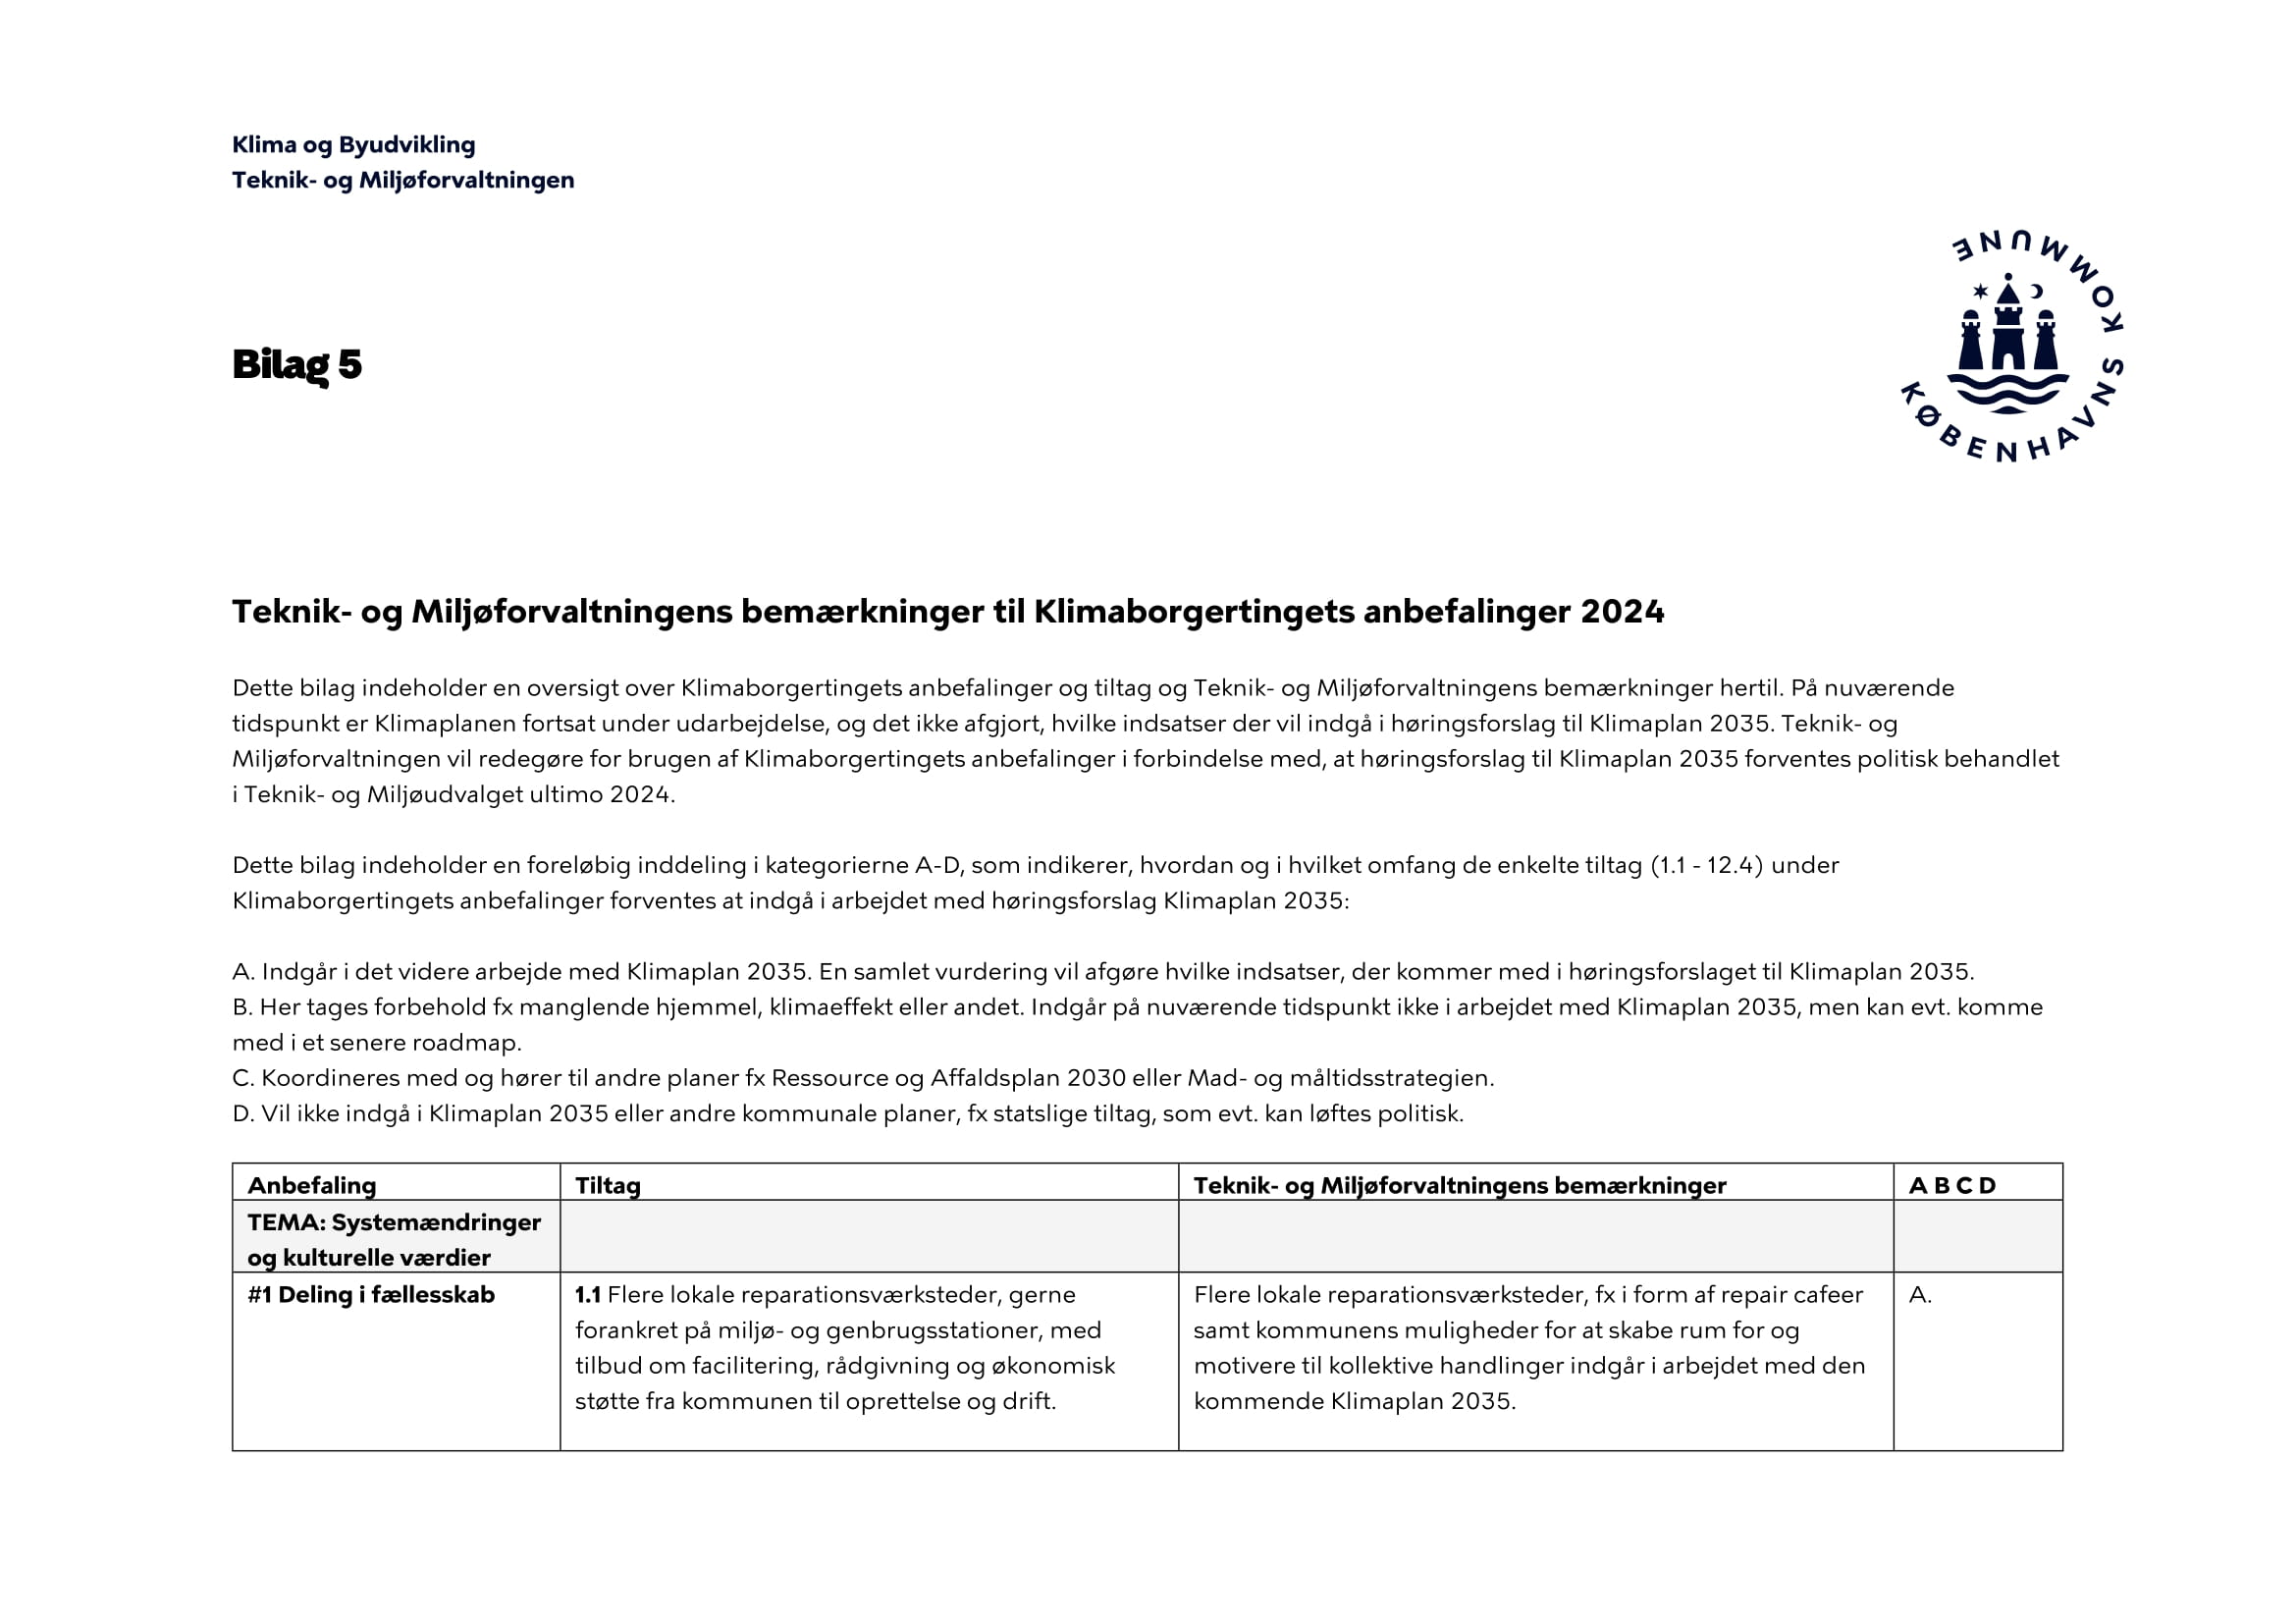 Klima og Byudvikling
Teknik- og Miljøforvaltningen
KØBENHAVNS KOMMUNE
Bilag 5
Teknik- og Miljøforvaltningens bemærkninger til Klimaborgertingets anbefalinger 2024
Dette bilag indeholder en oversigt over Klimaborgertingets anbefalinger og tiltag og Teknik- og Miljøforvaltningens bemærkninger hertil. På nuværende
tidspunkt er Klimaplanen fortsat under udarbejdelse, og det ikke afgjort, hvilke indsatser der vil indgå i høringsforslag til Klimaplan 2035. Teknik- og
Miljøforvaltningen vil redegøre for brugen af Klimaborgertingets anbefalinger i forbindelse med, at høringsforslag til Klimaplan 2035 forventes politisk behandlet
i Teknik- og Miljøudvalget ultimo 2024.
Dette bilag indeholder en foreløbig inddeling i kategorierne A-D, som indikerer, hvordan og i hvilket omfang de enkelte tiltag (1.1 - 12.4) under
Klimaborgertingets anbefalinger forventes at indgå i arbejdet med høringsforslag Klimaplan 2035:
A. Indgår i det videre arbejde med Klimaplan 2035. En samlet vurdering vil afgøre hvilke indsatser, der kommer med i høringsforslaget til Klimaplan 2035.
B. Her tages forbehold fx manglende hjemmel, klimaeffekt eller andet. Indgår på nuværende tidspunkt ikke i arbejdet med Klimaplan 2035, men kan evt. komme
med i et senere roadmap.
C. Koordineres med og hører til andre planer fx Ressource og Affaldsplan 2030 eller Mad- og måltidsstrategien.
D. Vil ikke indgå i Klimaplan 2035 eller andre kommunale planer, fx statslige tiltag, som evt. kan løftes politisk.
Anbefaling
Tiltag
Teknik- og Miljøforvaltningens bemærkninger
A B C D
TEMA: Systemændringer
og kulturelle værdier
#1 Deling i fællesskab
1.1 Flere lokale reparationsværksteder, gerne
forankret på miljø- og genbrugsstationer, med
tilbud om facilitering, rådgivning og økonomisk
støtte fra kommunen til oprettelse og drift.
Flere lokale reparationsværksteder, fx i form af repair cafeer
samt kommunens muligheder for at skabe rum for og
motivere til kollektive handlinger indgår i arbejdet med den
kommende Klimaplan 2035.
A.